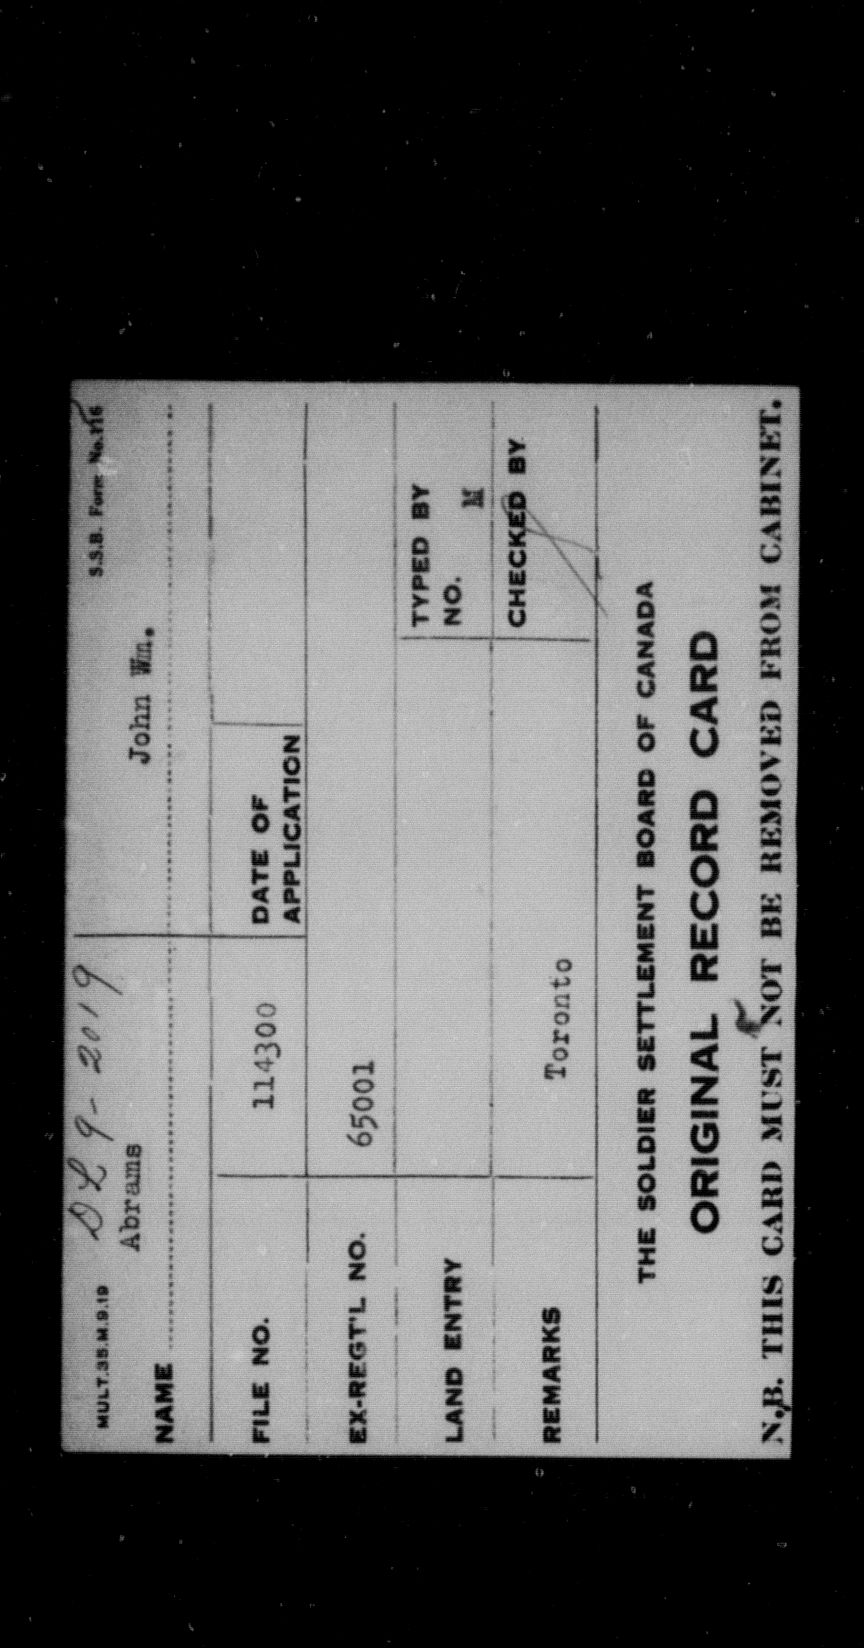 MULT.35.M.9.19 DL 9-2019 S.S.B. Form No.116
NAME Abrams John Wm.
FILE NO. 114300 DATE OF APPLICATION
EX-REGT'L NO. 65001
LAND ENTRY TYPED BY NO. M
REMARKS Toronto CHECKED BY
THE SOLDIER SETTLEMENT BOARD OF CANADA
ORIGINAL RECORD CARD
N.B. THIS CARD MUST NOT BE REMOVED FROM CABINET.